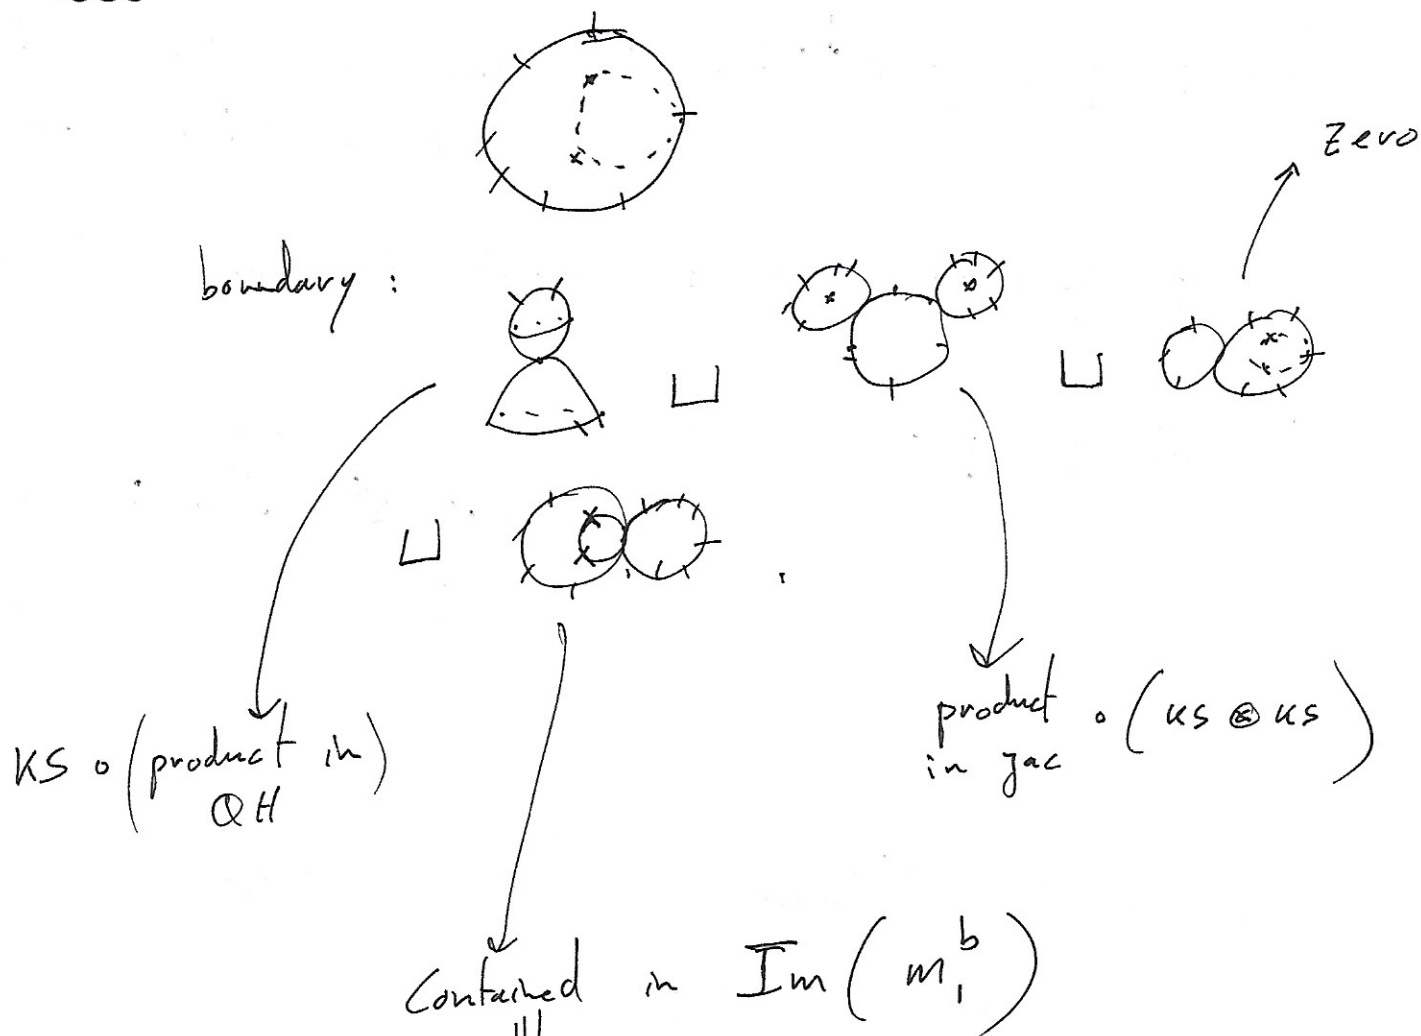 Zero
boundary :
⊔ ⊔
⊔ .
KS ∘ (product in QH)
product in Jac ∘ (KS ⊗ KS)
Contained in Im (m₁ᵇ)